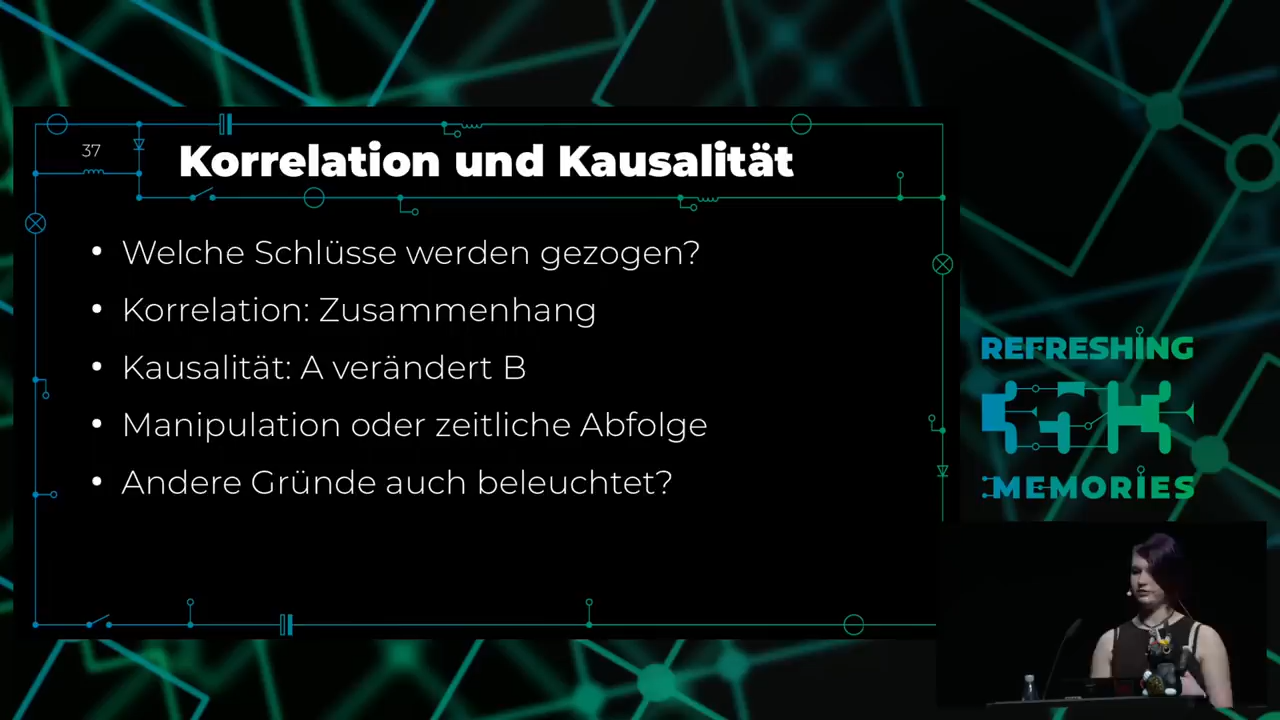 37
Korrelation und Kausalität
• Welche Schlüsse werden gezogen?
• Korrelation: Zusammenhang
• Kausalität: A verändert B
• Manipulation oder zeitliche Abfolge
• Andere Gründe auch beleuchtet?
REFRESHING
MEMORIES